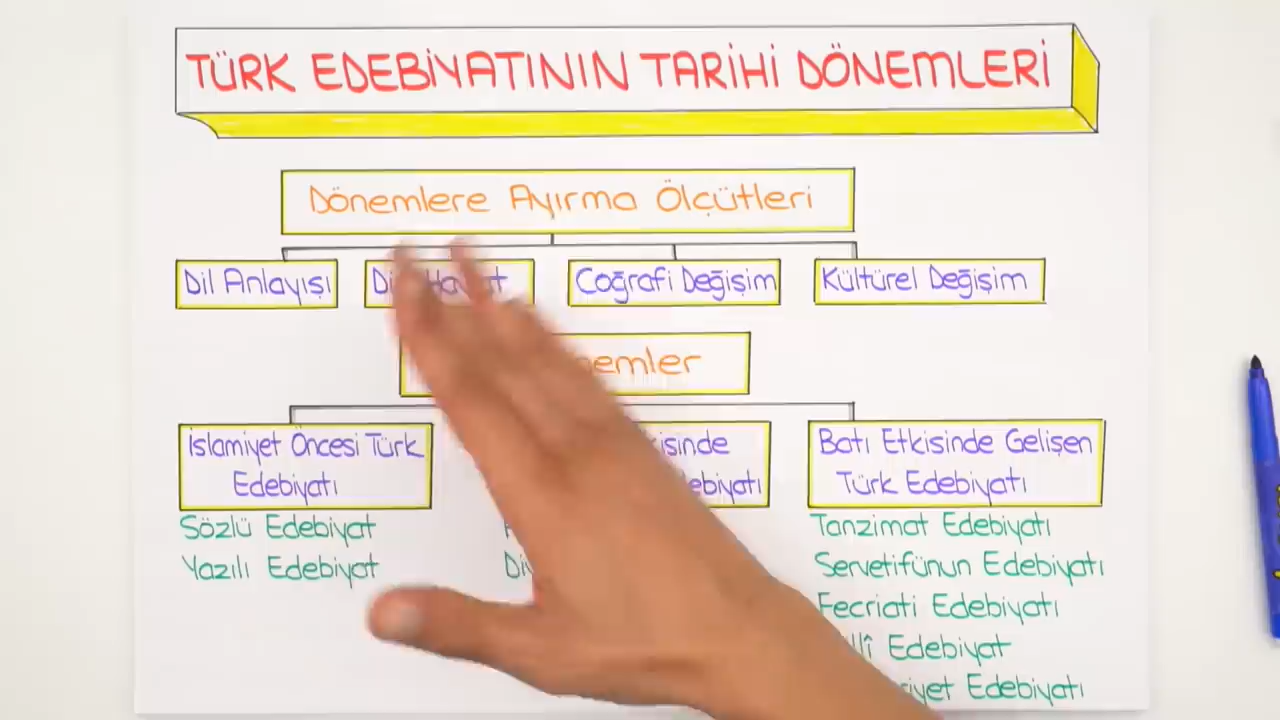 TÜRK EDEBİYATININ TARİHİ DÖNEMLERİ
Dönemlere Ayırma Ölçütleri
Dil Anlayışı
Coğrafi Değişim
Kültürel Değişim
İslamiyet Öncesi Türk
Edebiyatı
Batı Etkisinde Gelişen
Türk Edebiyatı
Sözlü Edebiyat
Yazılı Edebiyat
Tanzimat Edebiyatı
Servetifünun Edebiyatı
Fecriati Edebiyatı
Edebiyat
Edebiyatı